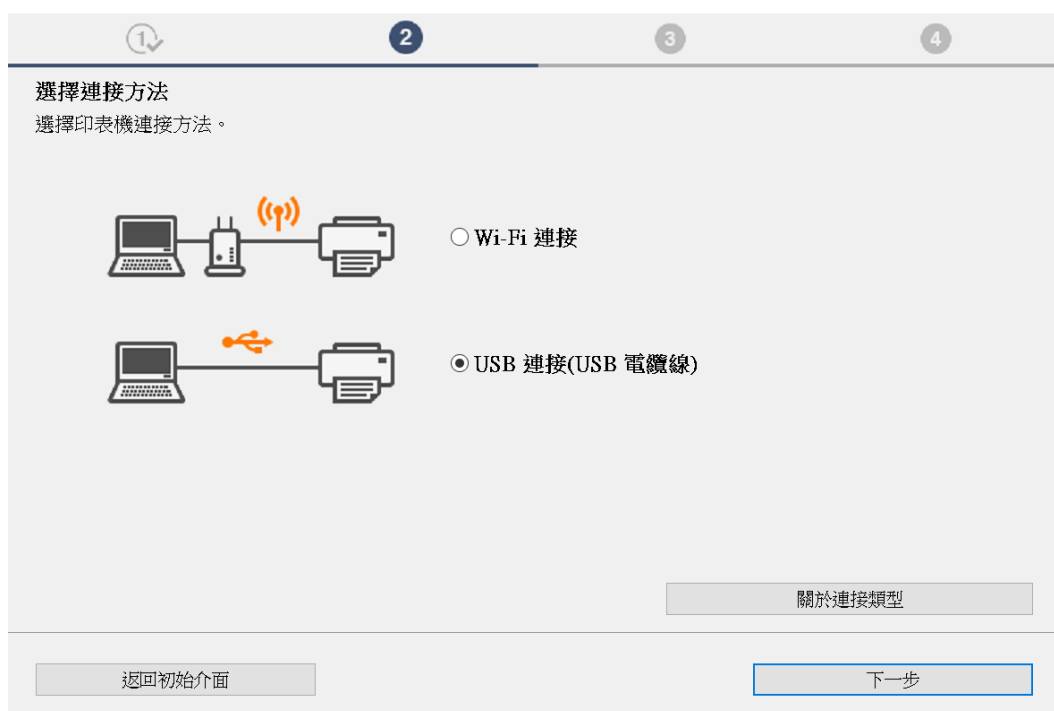 1 2 3 4
選擇連接方法
選擇印表機連接方法。
Wi-Fi 連接
USB 連接(USB 電纜線)
關於連接類型
返回初始介面 下一步